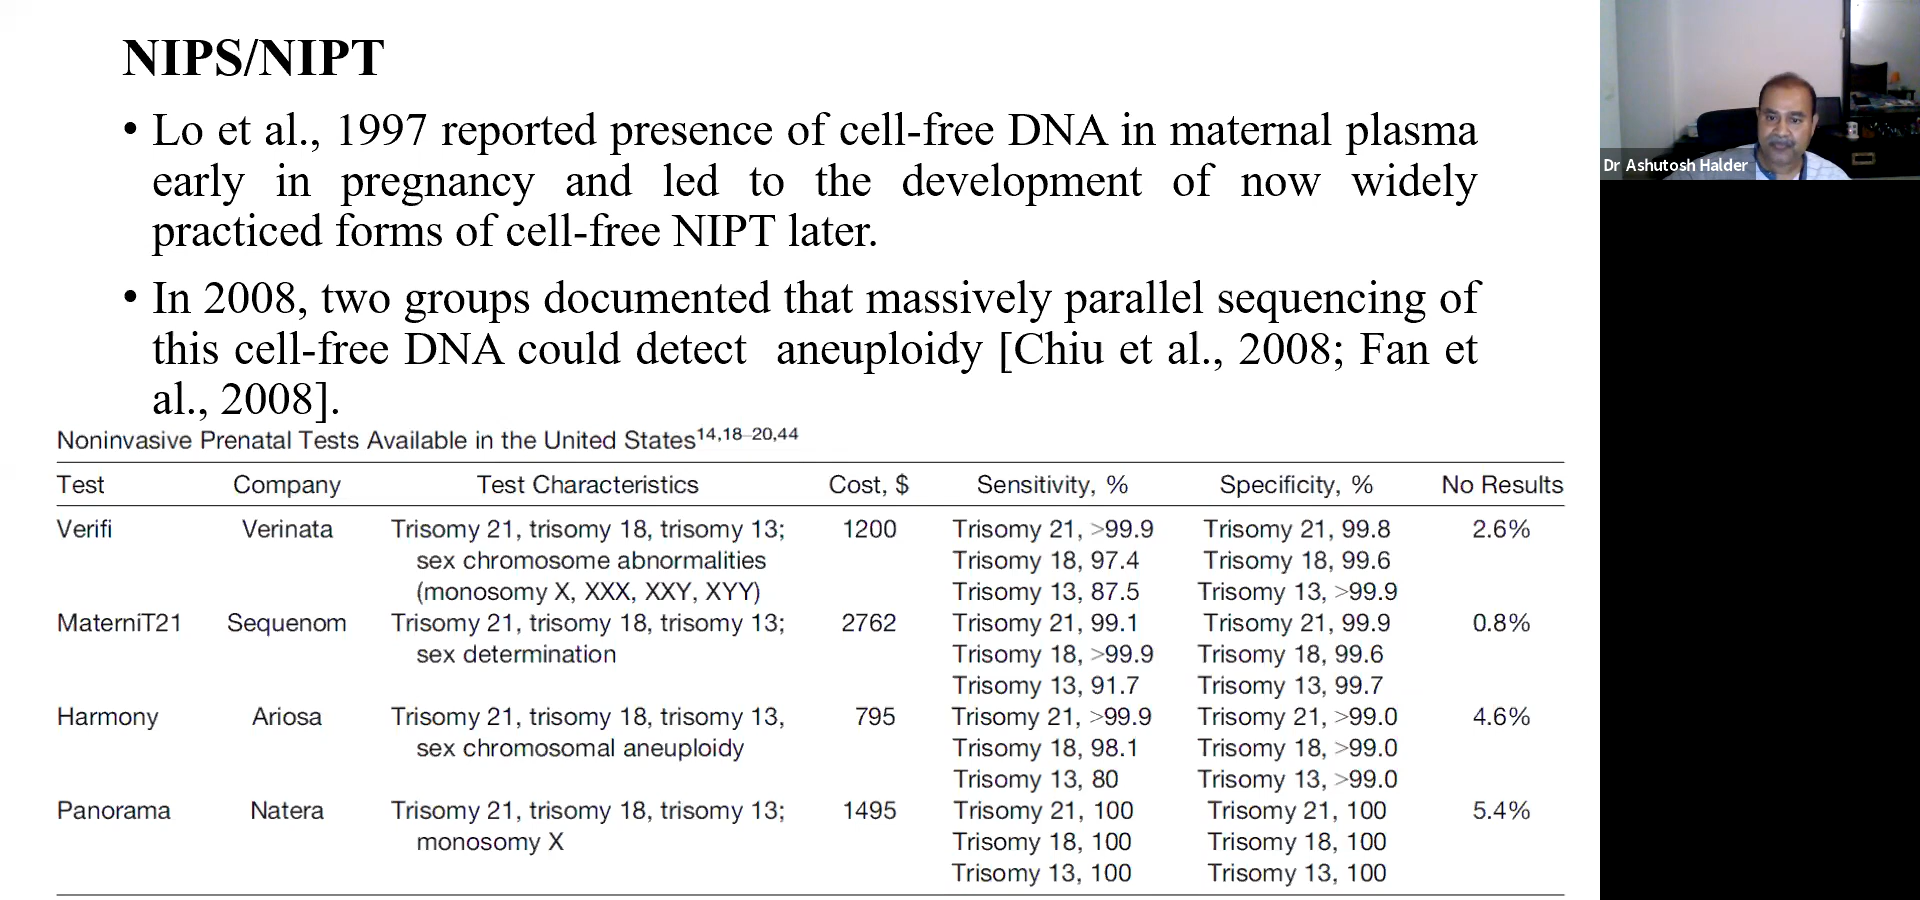 NIPS/NIPT
• Lo et al., 1997 reported presence of cell-free DNA in maternal plasma
early in pregnancy and led to the development of now widely
practiced forms of cell-free NIPT later.
• In 2008, two groups documented that massively parallel sequencing of
this cell-free DNA could detect aneuploidy [Chiu et al., 2008; Fan et
al., 2008].
Noninvasive Prenatal Tests Available in the United States14,18–20,44
Test Company Test Characteristics Cost, $ Sensitivity, % Specificity, % No Results
Verifi Verinata Trisomy 21, trisomy 18, trisomy 13; 1200 Trisomy 21, >99.9 Trisomy 21, 99.8 2.6%
sex chromosome abnormalities Trisomy 18, 97.4 Trisomy 18, 99.6
(monosomy X, XXX, XXY, XYY) Trisomy 13, 87.5 Trisomy 13, >99.9
MaterniT21 Sequenom Trisomy 21, trisomy 18, trisomy 13; 2762 Trisomy 21, 99.1 Trisomy 21, 99.9 0.8%
sex determination Trisomy 18, >99.9 Trisomy 18, 99.6
Trisomy 13, 91.7 Trisomy 13, 99.7
Harmony Ariosa Trisomy 21, trisomy 18, trisomy 13, 795 Trisomy 21, >99.9 Trisomy 21, >99.0 4.6%
sex chromosomal aneuploidy Trisomy 18, 98.1 Trisomy 18, >99.0
Trisomy 13, 80 Trisomy 13, >99.0
Panorama Natera Trisomy 21, trisomy 18, trisomy 13; 1495 Trisomy 21, 100 Trisomy 21, 100 5.4%
monosomy X Trisomy 18, 100 Trisomy 18, 100
Trisomy 13, 100 Trisomy 13, 100
Dr Ashutosh Halder